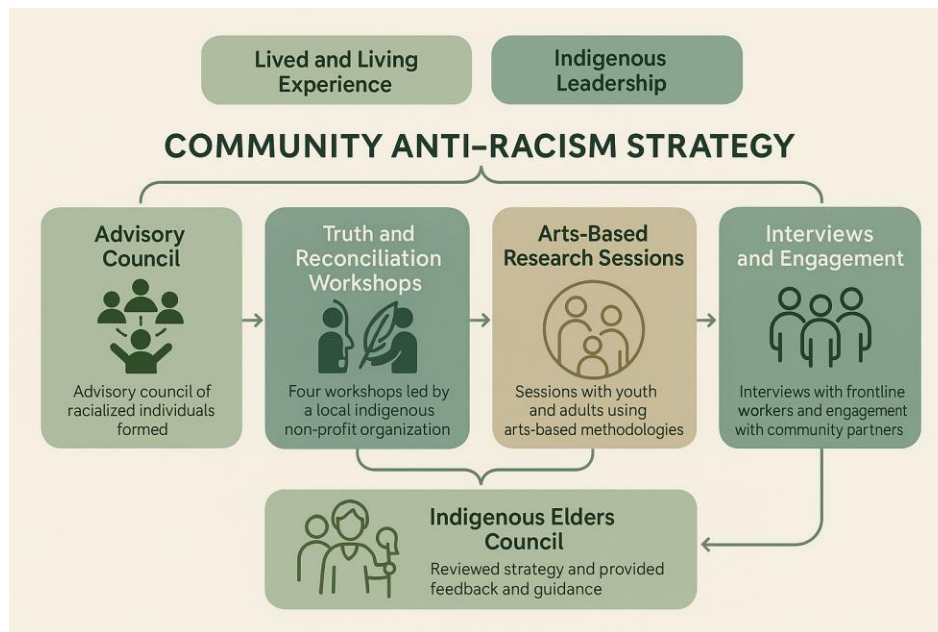 Lived and Living
Experience
Indigenous
Leadership
COMMUNITY ANTI–RACISM STRATEGY
Advisory
Council
Advisory council of
racialized individuals
formed
Truth and
Reconciliation
Workshops
Four workshops led by
a local indigenous
non-profit organization
Arts-Based
Research Sessions
Sessions with youth
and adults using
arts-based methodologies
Interviews
and Engagement
Interviews with frontline
workers and engagement
with community partners
Indigenous Elders
Council
Reviewed strategy and provided
feedback and guidance